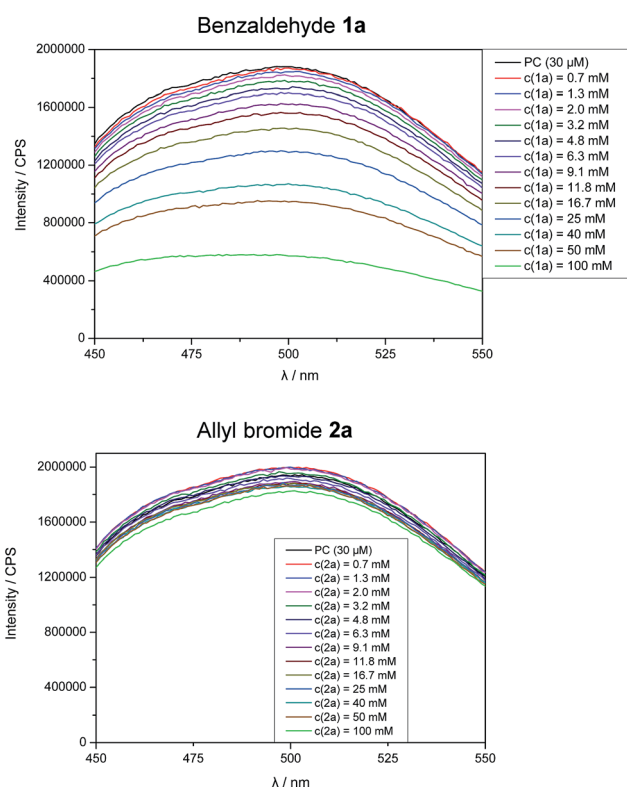 Benzaldehyde 1a
2000000
1600000
1200000
800000
400000
0
Intensity / CPS
450 475 500 525 550
λ / nm
PC (30 µM)
c(1a) = 0.7 mM
c(1a) = 1.3 mM
c(1a) = 2.0 mM
c(1a) = 3.2 mM
c(1a) = 4.8 mM
c(1a) = 6.3 mM
c(1a) = 9.1 mM
c(1a) = 11.8 mM
c(1a) = 16.7 mM
c(1a) = 25 mM
c(1a) = 40 mM
c(1a) = 50 mM
c(1a) = 100 mM
Allyl bromide 2a
2000000
1600000
1200000
800000
400000
0
Intensity / CPS
450 475 500 525 550
λ / nm
PC (30 µM)
c(2a) = 0.7 mM
c(2a) = 1.3 mM
c(2a) = 2.0 mM
c(2a) = 3.2 mM
c(2a) = 4.8 mM
c(2a) = 6.3 mM
c(2a) = 9.1 mM
c(2a) = 11.8 mM
c(2a) = 16.7 mM
c(2a) = 25 mM
c(2a) = 40 mM
c(2a) = 50 mM
c(2a) = 100 mM